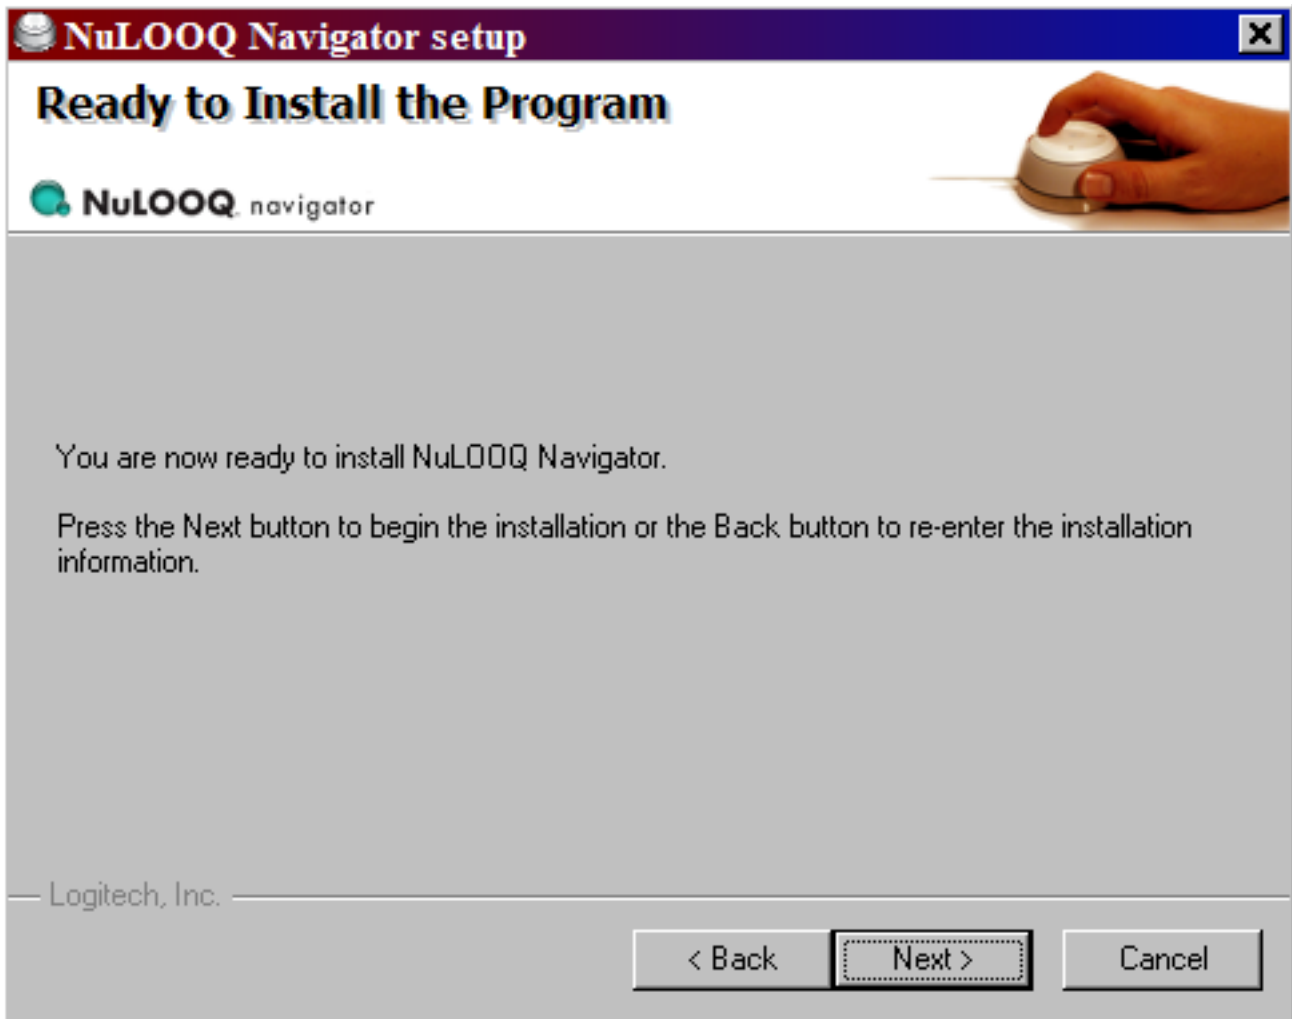 NuLOOQ Navigator setup
Ready to Install the Program
NuLOOQ navigator
You are now ready to install NuLOOQ Navigator.
Press the Next button to begin the installation or the Back button to re-enter the installation
information.
Logitech, Inc.
< Back
Next >
Cancel